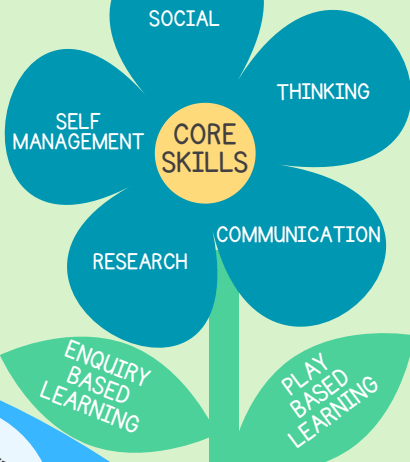 SOCIAL
THINKING
SELF
MANAGEMENT
CORE
SKILLS
COMMUNICATION
RESEARCH
ENQUIRY
BASED
LEARNING
PLAY
BASED
LEARNING